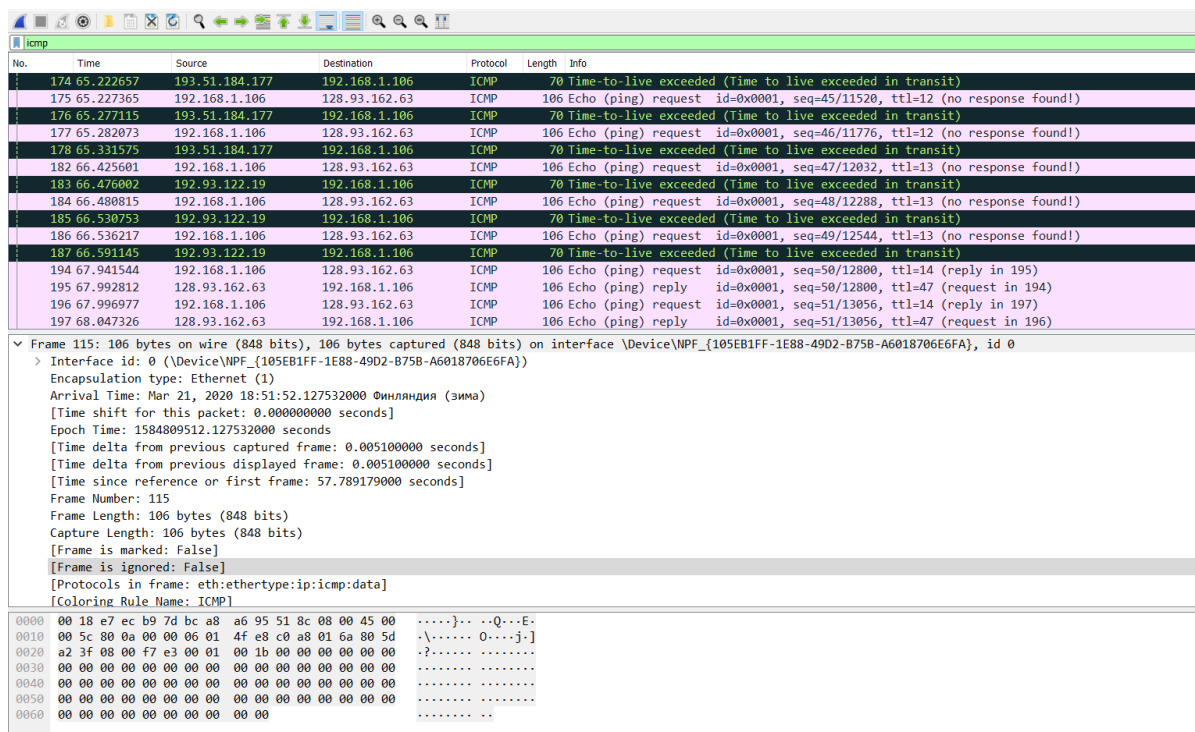 icmp
No. Time Source Destination Protocol Length Info
174 65.222657 193.51.184.177 192.168.1.106 ICMP 70 Time-to-live exceeded (Time to live exceeded in transit)
175 65.227365 192.168.1.106 128.93.162.63 ICMP 106 Echo (ping) request id=0x0001, seq=45/11520, ttl=12 (no response found!)
176 65.277115 193.51.184.177 192.168.1.106 ICMP 70 Time-to-live exceeded (Time to live exceeded in transit)
177 65.282073 192.168.1.106 128.93.162.63 ICMP 106 Echo (ping) request id=0x0001, seq=46/11776, ttl=12 (no response found!)
178 65.331575 193.51.184.177 192.168.1.106 ICMP 70 Time-to-live exceeded (Time to live exceeded in transit)
182 66.425601 192.168.1.106 128.93.162.63 ICMP 106 Echo (ping) request id=0x0001, seq=47/12032, ttl=13 (no response found!)
183 66.476002 192.93.122.19 192.168.1.106 ICMP 70 Time-to-live exceeded (Time to live exceeded in transit)
184 66.480815 192.168.1.106 128.93.162.63 ICMP 106 Echo (ping) request id=0x0001, seq=48/12288, ttl=13 (no response found!)
185 66.530753 192.93.122.19 192.168.1.106 ICMP 70 Time-to-live exceeded (Time to live exceeded in transit)
186 66.536217 192.168.1.106 128.93.162.63 ICMP 106 Echo (ping) request id=0x0001, seq=49/12544, ttl=13 (no response found!)
187 66.591145 192.93.122.19 192.168.1.106 ICMP 70 Time-to-live exceeded (Time to live exceeded in transit)
194 67.941544 192.168.1.106 128.93.162.63 ICMP 106 Echo (ping) request id=0x0001, seq=50/12800, ttl=14 (reply in 195)
195 67.992812 128.93.162.63 192.168.1.106 ICMP 106 Echo (ping) reply id=0x0001, seq=50/12800, ttl=47 (request in 194)
196 67.996977 192.168.1.106 128.93.162.63 ICMP 106 Echo (ping) request id=0x0001, seq=51/13056, ttl=14 (reply in 197)
197 68.047326 128.93.162.63 192.168.1.106 ICMP 106 Echo (ping) reply id=0x0001, seq=51/13056, ttl=47 (request in 196)
Frame 115: 106 bytes on wire (848 bits), 106 bytes captured (848 bits) on interface \Device\NPF_{105EB1FF-1E88-49D2-B75B-A6018706E6FA}, id 0
Interface id: 0 (\Device\NPF_{105EB1FF-1E88-49D2-B75B-A6018706E6FA})
Encapsulation type: Ethernet (1)
Arrival Time: Mar 21, 2020 18:51:52.127532000 Финляндия (зима)
[Time shift for this packet: 0.000000000 seconds]
Epoch Time: 1584809512.127532000 seconds
[Time delta from previous captured frame: 0.005100000 seconds]
[Time delta from previous displayed frame: 0.005100000 seconds]
[Time since reference or first frame: 57.789179000 seconds]
Frame Number: 115
Frame Length: 106 bytes (848 bits)
Capture Length: 106 bytes (848 bits)
[Frame is marked: False]
[Frame is ignored: False]
[Protocols in frame: eth:ethertype:ip:icmp:data]
[Coloring Rule Name: ICMP]
0000 00 18 e7 ec b9 7d bc a8 a6 95 51 8c 08 00 45 00 ·····}·· ··Q···E·
0010 00 5c 80 0a 00 00 06 01 4f e8 c0 a8 01 6a 80 5d ·\······ O····j·]
0020 a2 3f 08 00 f7 e3 00 01 00 1b 00 00 00 00 00 00 ·?······ ········
0030 00 00 00 00 00 00 00 00 00 00 00 00 00 00 00 00 ········ ········
0040 00 00 00 00 00 00 00 00 00 00 00 00 00 00 00 00 ········ ········
0050 00 00 00 00 00 00 00 00 00 00 00 00 00 00 00 00 ········ ········
0060 00 00 00 00 00 00 00 00 00 00 ········ ··